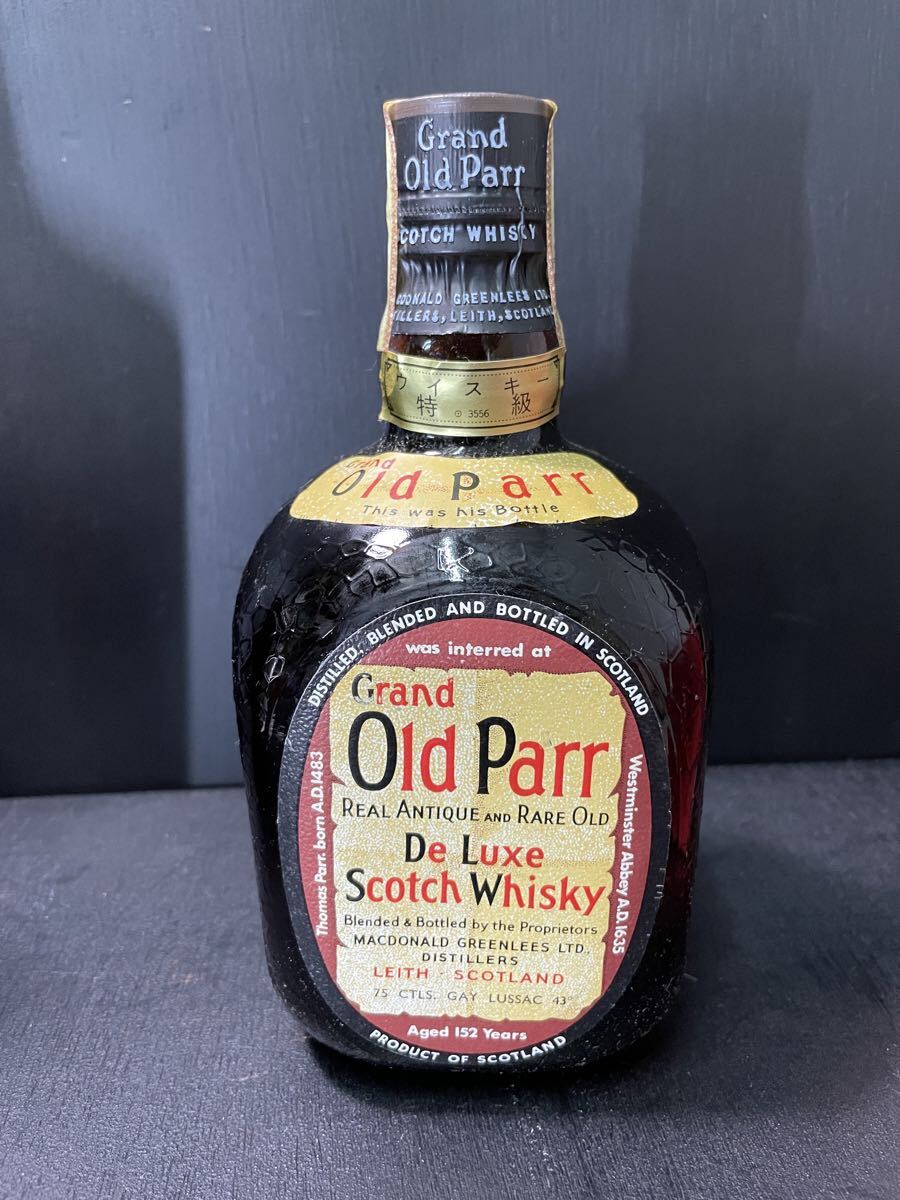 Grand
Old Parr
SCOTCH WHISKY
GREENLEES LTD.
LEITH, SCOTLAND
ウイスキー
特 ⊙ 3556 級
Grand
Old Parr
This was his Bottle
DISTILLED, BLENDED AND BOTTLED IN SCOTLAND
was interred at
Grand
Old Parr
REAL ANTIQUE AND RARE OLD
De Luxe
Scotch Whisky
Blended & Bottled by the Proprietors
MACDONALD GREENLEES LTD.,
DISTILLERS
LEITH · SCOTLAND
75 CTLS. GAY LUSSAC 43°
Thomas Parr. born A.D.1483
Westminster Abbey A.D.1635
Aged 152 Years
PRODUCT OF SCOTLAND